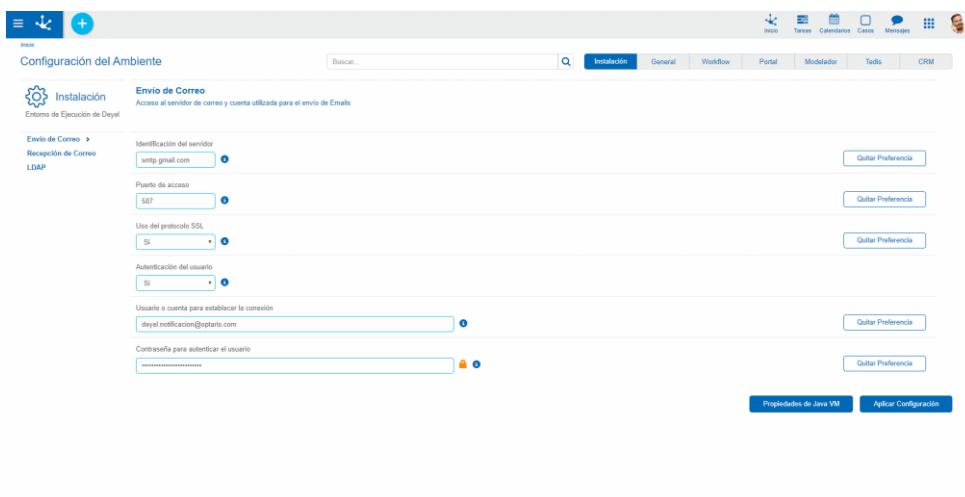 Inicio
Tareas
Calendarios
Casos
Mensajes
Inicio
Configuración del Ambiente
Buscar...
Instalación
General
Workflow
Portal
Modelador
Tedis
CRM
Instalación
Entorno de Ejecución de Deyel
Envío de Correo
Recepción de Correo
LDAP
Envío de Correo
Acceso al servidor de correo y cuenta utilizada para el envío de Emails
Identificación del servidor
smtp.gmail.com
Quitar Preferencia
Puerto de acceso
587
Quitar Preferencia
Uso del protocolo SSL
Si
Quitar Preferencia
Autenticación del usuario
Si
Usuario o cuenta para establecer la conexión
deyel.notificacion@optaris.com
Quitar Preferencia
Contraseña para autenticar el usuario
Quitar Preferencia
Propiedades de Java VM
Aplicar Configuración